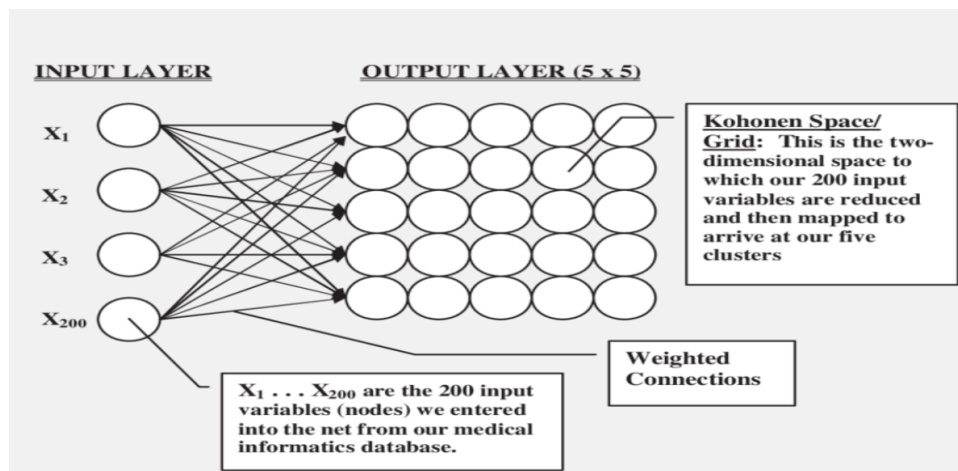 INPUT LAYER
OUTPUT LAYER (5 x 5)
X1
X2
X3
X200
Kohonen Space/
Grid: This is the two-
dimensional space to
which our 200 input
variables are reduced
and then mapped to
arrive at our five
clusters
Weighted
Connections
X1 . . . X200 are the 200 input
variables (nodes) we entered
into the net from our medical
informatics database.